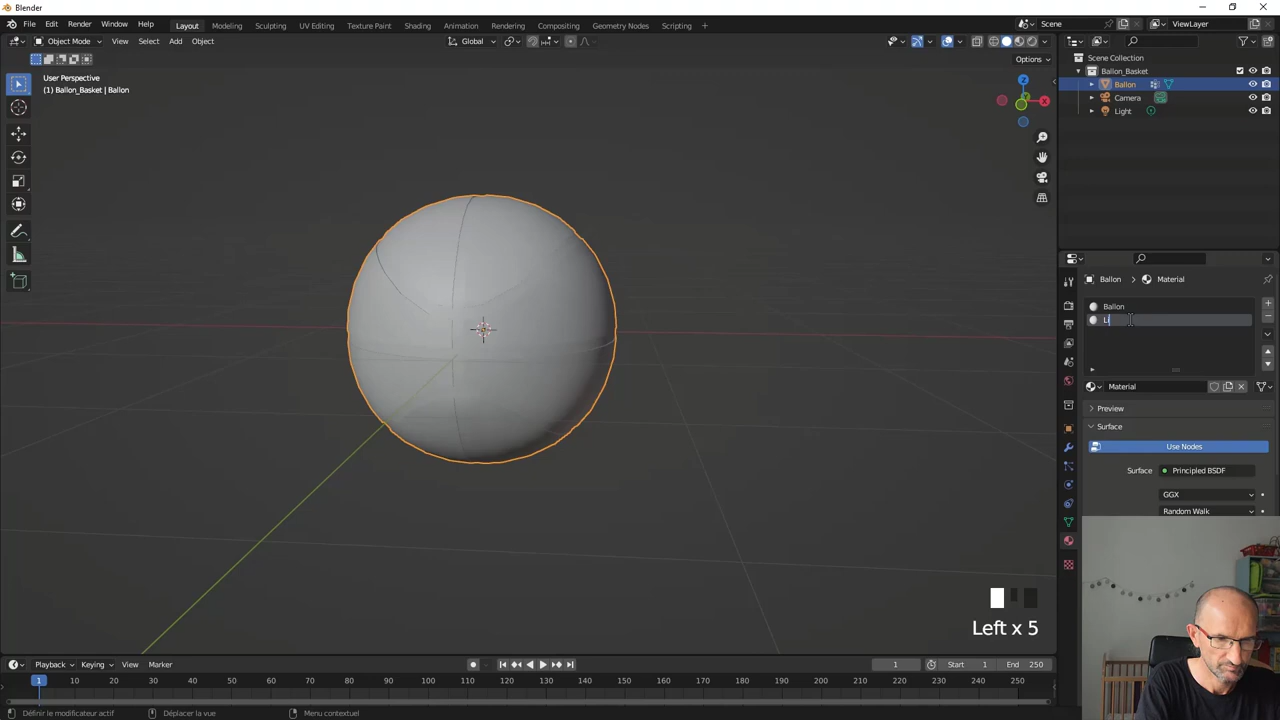 Blender
File Edit Render Window Help Layout Modeling Sculpting UV Editing Texture Paint Shading Animation Rendering Compositing Geometry Nodes Scripting + Scene ViewLayer
Object Mode View Select Add Object Global
Options
User Perspective
(1) Ballon_Basket | Ballon
Z
Y
X
Scene Collection
Ballon_Basket
Ballon
Camera
Light
Ballon > Material
Ballon
Li
Material
Preview
Surface
Use Nodes
Surface Principled BSDF
GGX
Random Walk
Left x 5
Playback Keying View Marker 1 Start 1 End 250
1 10 20 30 40 50 60 70 80 90 100 110 120 130 140 150 160 170 180 190 200 210 220 230 240 250
Définir le modificateur actif Déplacer la vue Menu contextuel